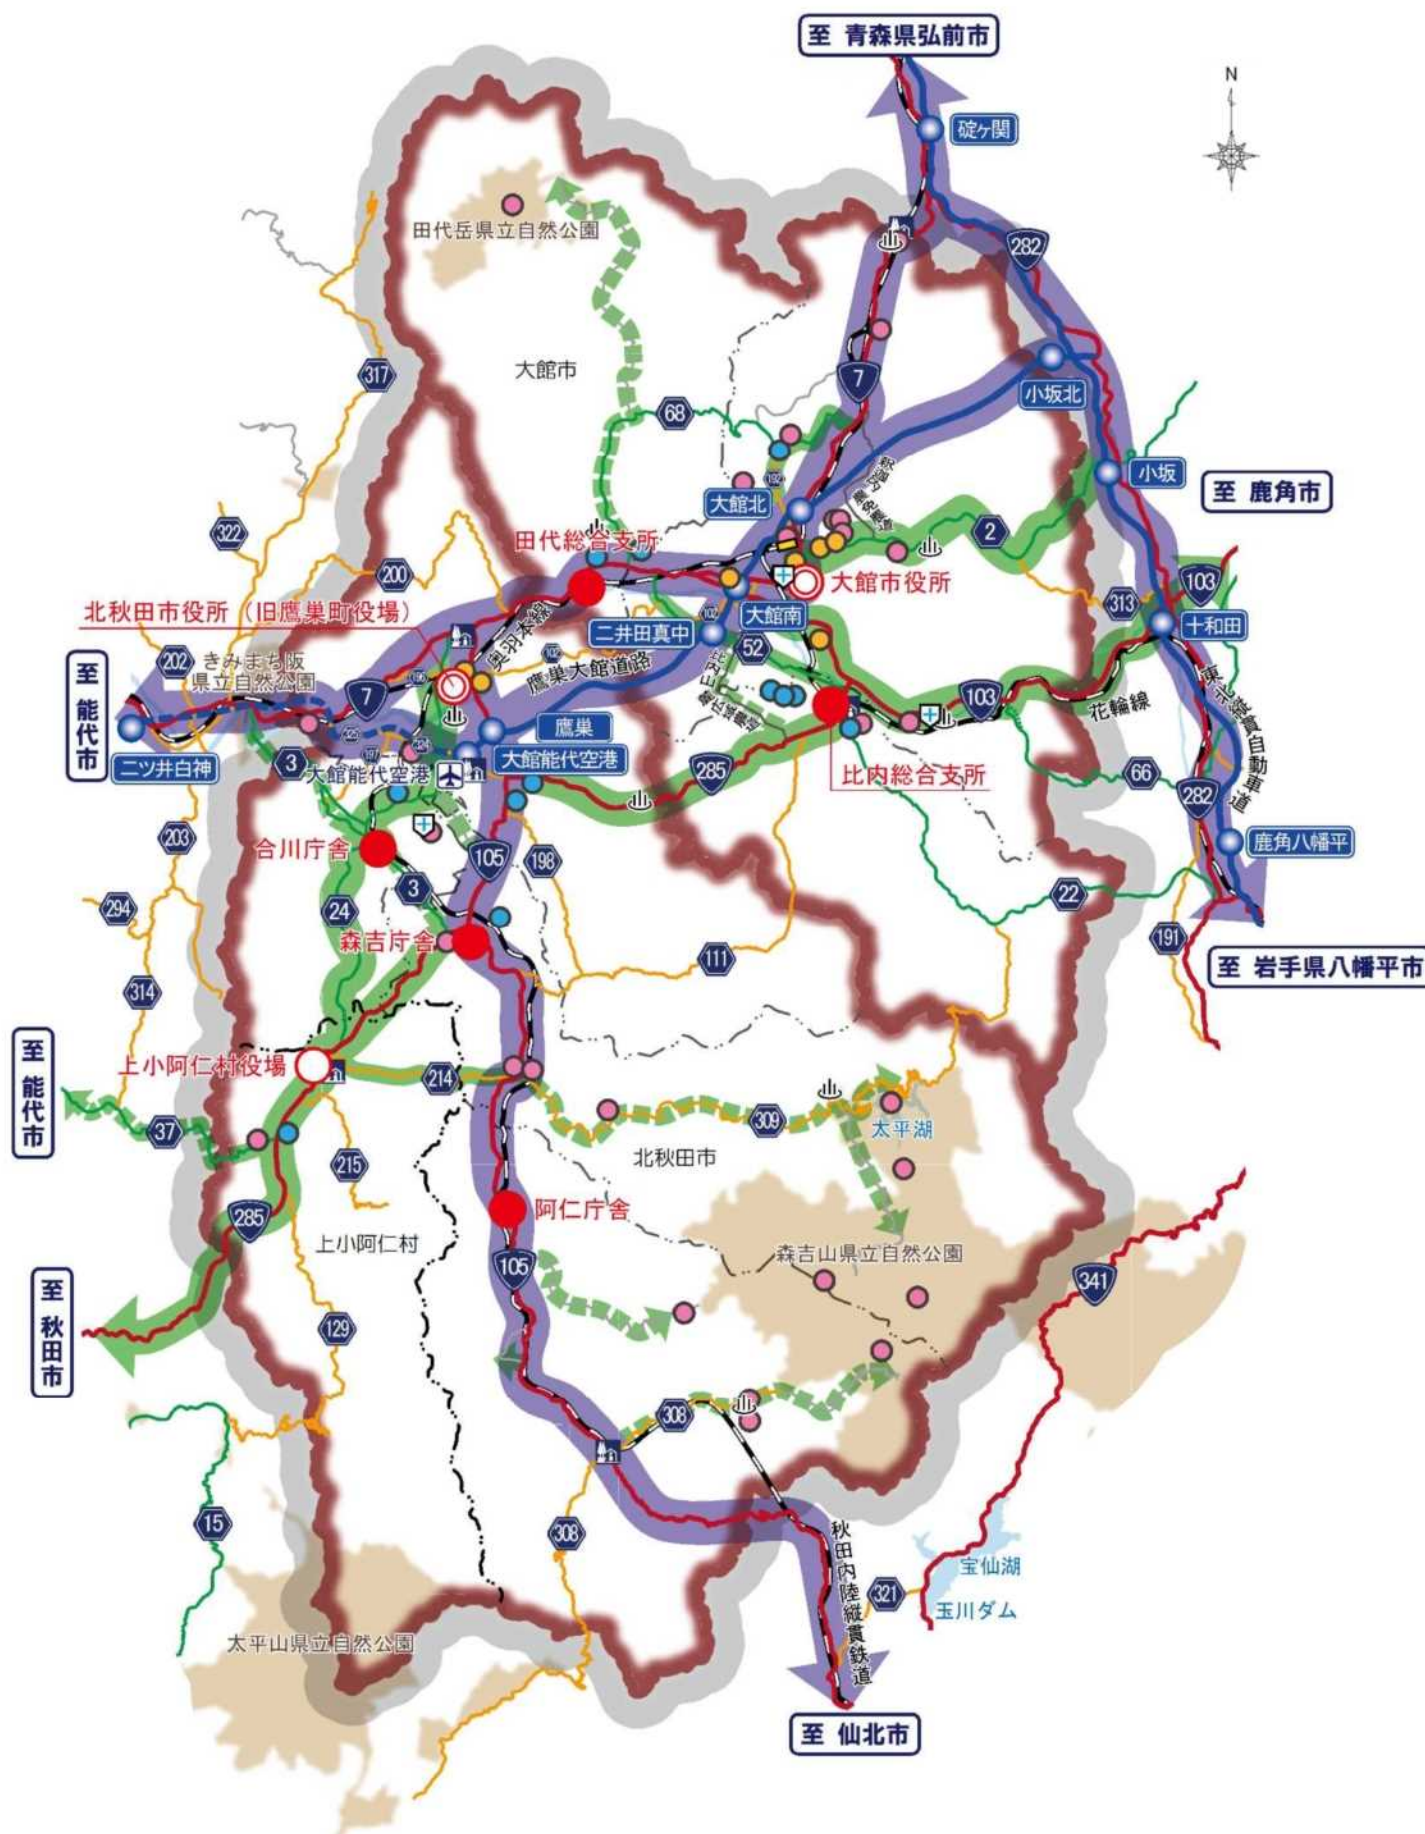 至 青森県弘前市
N
碇ヶ関
282
田代岳県立自然公園
大館市
317
7
小坂北
68
192
釈迦内農免農道
小坂
至 鹿角市
大館北
322
2
田代総合支所
200
大館市役所
103
313
北秋田市役所（旧鷹巣町役場）
大館南
十和田
二井田真中
52
奥羽本線
102
至 能代市
202
きみまち阪
県立自然公園
鷹巣大館道路
7
103
花輪線
東北縦貫自動車道
鷹巣
二ツ井白神
3
197
324
大館能代空港
大館能代空港
285
比内総合支所
66
282
203
合川庁舎
105
198
鹿角八幡平
3
294
24
22
森吉庁舎
111
191
至 岩手県八幡平市
314
至 能代市
上小阿仁村役場
214
37
309
太平湖
215
北秋田市
285
阿仁庁舎
上小阿仁村
森吉山県立自然公園
105
341
至 秋田市
129
308
15
308
秋田内陸縦貫鉄道
宝仙湖
321
玉川ダム
太平山県立自然公園
至 仙北市